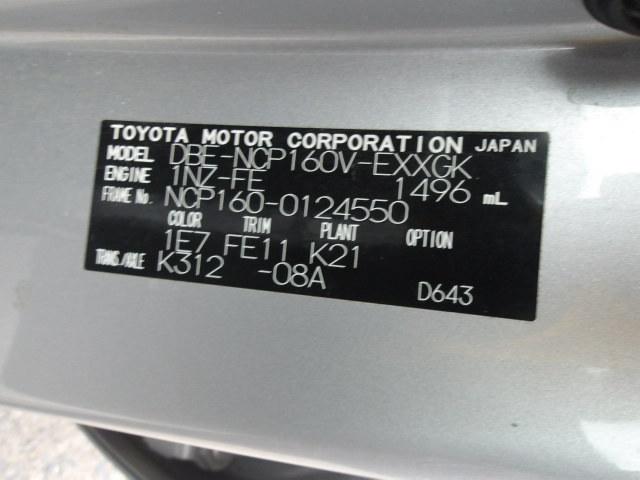 TOYOTA MOTOR CORPORATION JAPAN
MODEL DBE-NCP160V-EXXGK
ENGINE 1NZ-FE 1496 mL
FRAME No. NCP160-0124550
COLOR TRIM PLANT OPTION
1E7 FE11 K21
TRANS./AXLE K312 -08A
D643